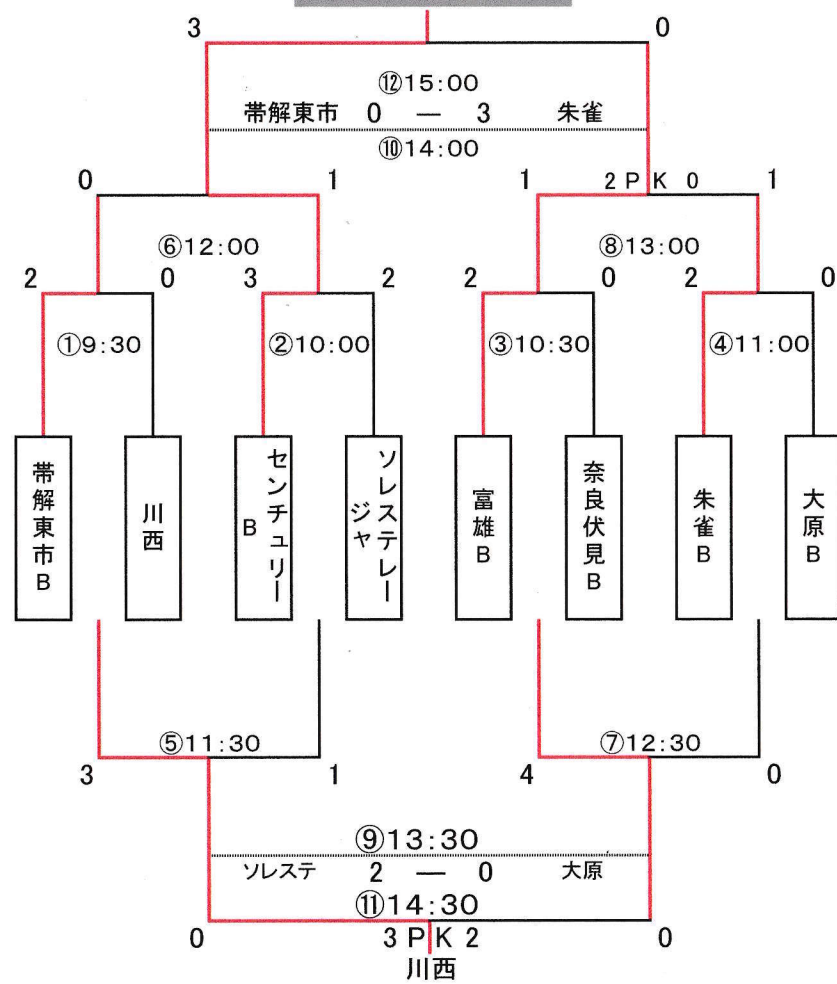 3 0
⑫15:00
帯解東市 0 — 3 朱雀
⑩14:00
0 1 1 2PK 0 1
⑥12:00 ⑧13:00
2 0 3 2 2 0 2 0
①9:30 ②10:00 ③10:30 ④11:00
帯解東市B
川西
センチュリー
B
ソレステレー
ジャ
富雄B
奈良伏見B
朱雀B
大原B
⑤11:30 ⑦12:30
3 1 4 0
⑨13:30
ソレステ 2 — 0 大原
⑪14:30
0 3PK2 0
川西